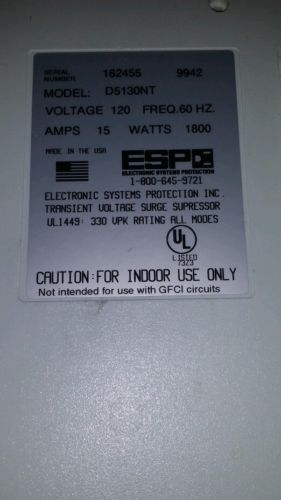 SERIAL NUMBER 162455 9942
MODEL: D5130NT
VOLTAGE 120 FREQ.60 HZ.
AMPS 15 WATTS 1800
MADE IN THE USA
ESP
ELECTRONIC SYSTEMS PROTECTION
1-800-645-9721
ELECTRONIC SYSTEMS PROTECTION INC.
TRANSIENT VOLTAGE SURGE SUPRESSOR
UL1449: 330 VPK RATING ALL MODES
UL
LISTED
73Z3
CAUTION:FOR INDOOR USE ONLY
Not intended for use with GFCI circuits